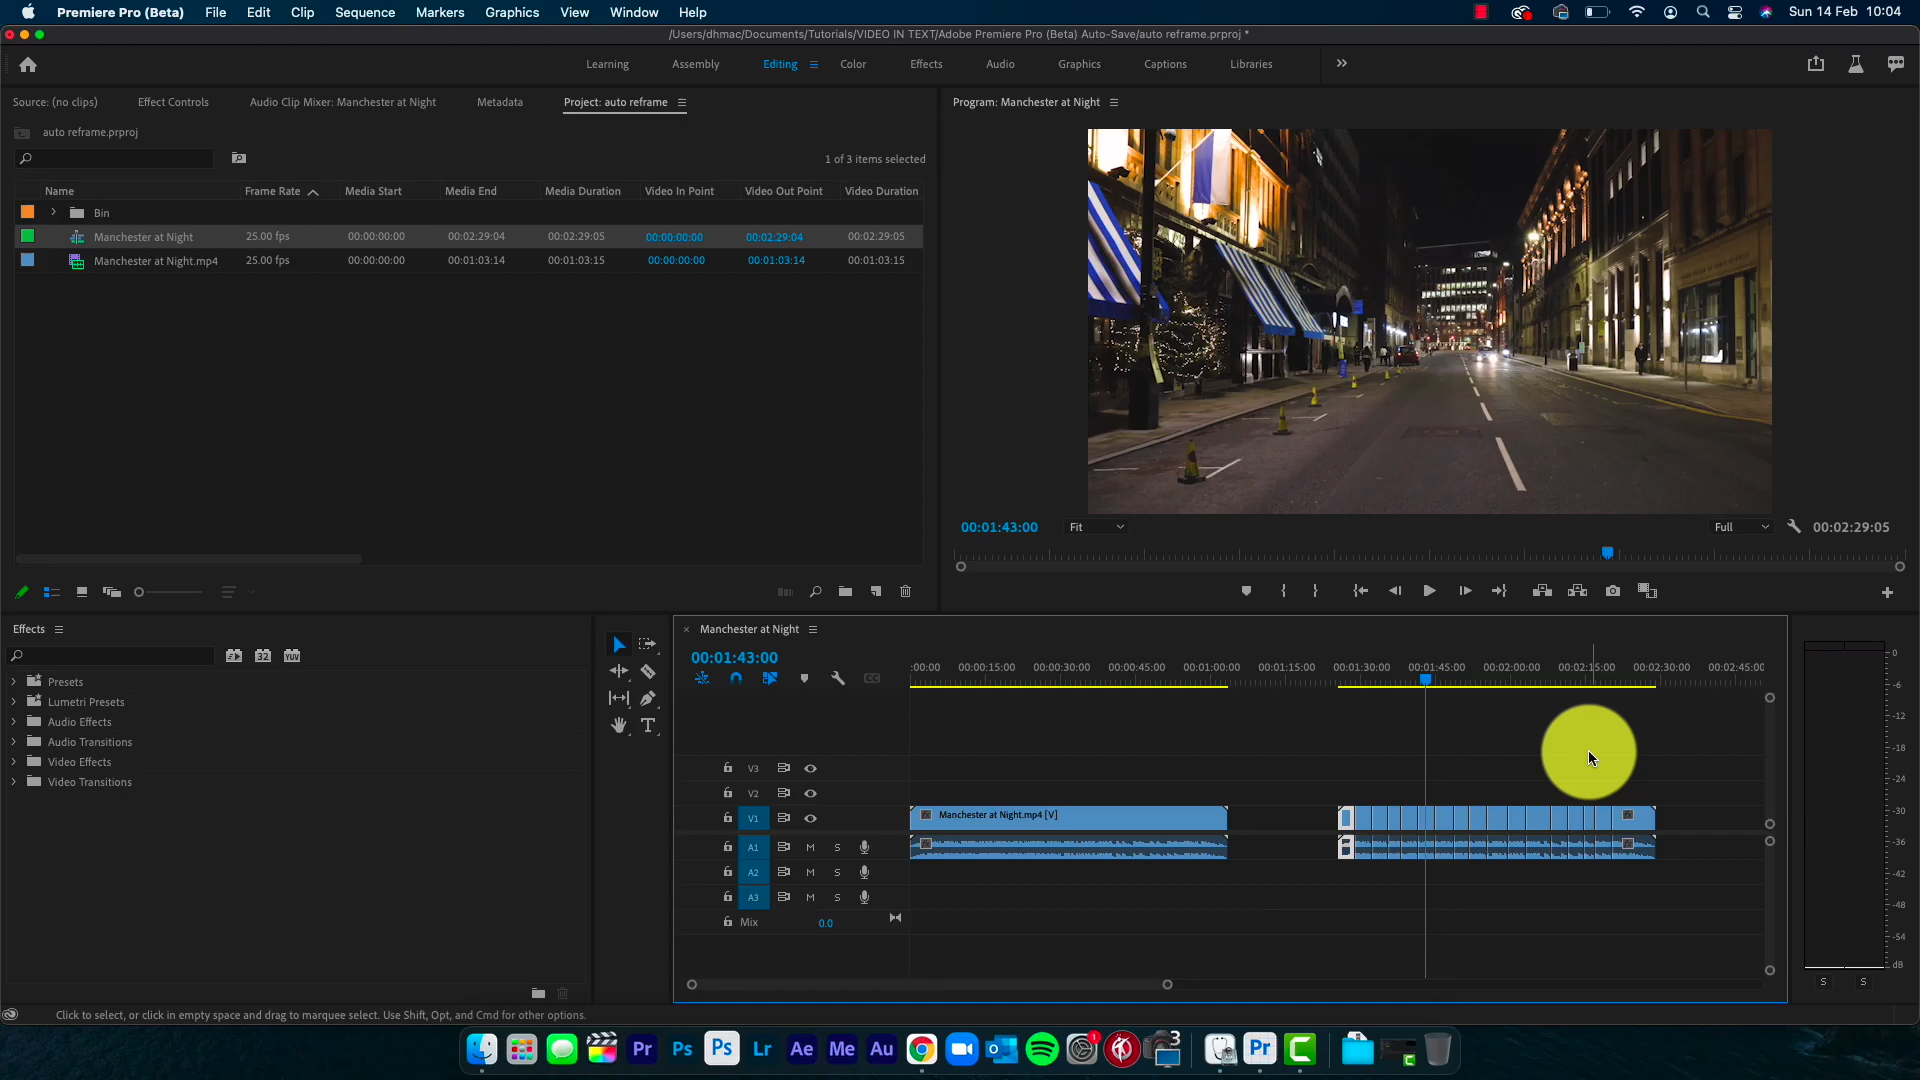 Premiere Pro (Beta) File Edit Clip Sequence Markers Graphics View Window Help Sun 14 Feb 10:04
/Users/dhmac/Documents/Tutorials/VIDEO IN TEXT/Adobe Premiere Pro (Beta) Auto-Save/auto reframe.prproj *
Learning Assembly Editing Color Effects Audio Graphics Captions Libraries
Source: (no clips) Effect Controls Audio Clip Mixer: Manchester at Night Metadata Project: auto reframe
Program: Manchester at Night
auto reframe.prproj
1 of 3 items selected
Name Frame Rate Media Start Media End Media Duration Video In Point Video Out Point Video Duration
Bin
Manchester at Night 25.00 fps 00:00:00:00 00:02:29:04 00:02:29:05 00:00:00:00 00:02:29:04 00:02:29:05
Manchester at Night.mp4 25.00 fps 00:00:00:00 00:01:03:14 00:01:03:15 00:00:00:00 00:01:03:14 00:01:03:15
00:01:43:00 Fit Full 00:02:29:05
Effects
32 YUV
Presets
Lumetri Presets
Audio Effects
Audio Transitions
Video Effects
Video Transitions
Manchester at Night
00:01:43:00
:00:00 00:00:15:00 00:00:30:00 00:00:45:00 00:01:00:00 00:01:15:00 00:01:30:00 00:01:45:00 00:02:00:00 00:02:15:00 00:02:30:00 00:02:45:00
V3
V2
V1 Manchester at Night.mp4 [V]
A1 M S
A2 M S
A3 M S
Mix 0.0
0
-6
-12
-18
-24
-30
-36
-42
-48
-54
dB
S S
Click to select, or click in empty space and drag to marquee select. Use Shift, Opt, and Cmd for other options.
Pr Ps Ps Lr Ae Me Au 1 3 Pr